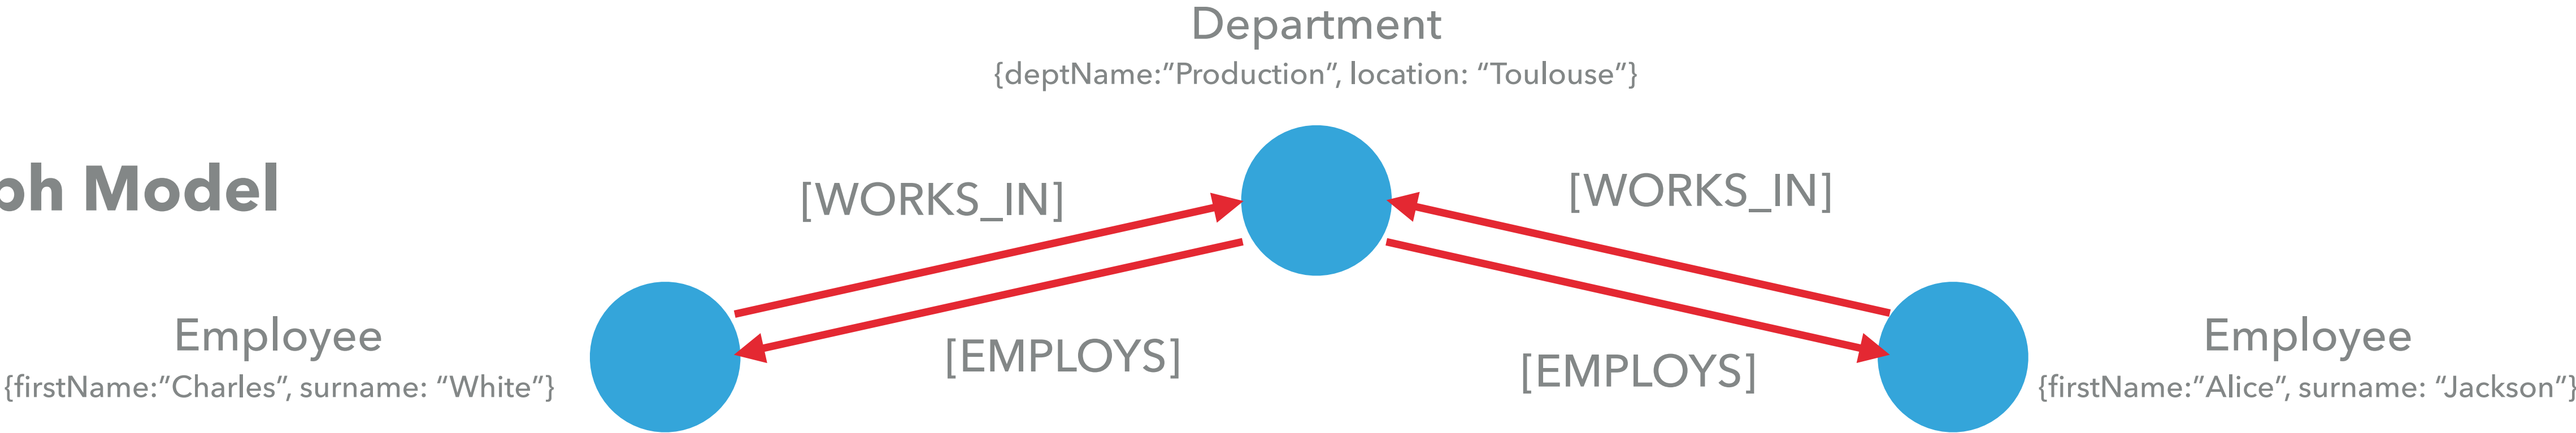 Department
{deptName:”Production”, location: “Toulouse”}
ph Model
[WORKS_IN]
[WORKS_IN]
Employee
{firstName:”Charles”, surname: “White”}
[EMPLOYS]
[EMPLOYS]
Employee
{firstName:”Alice”, surname: “Jackson”}